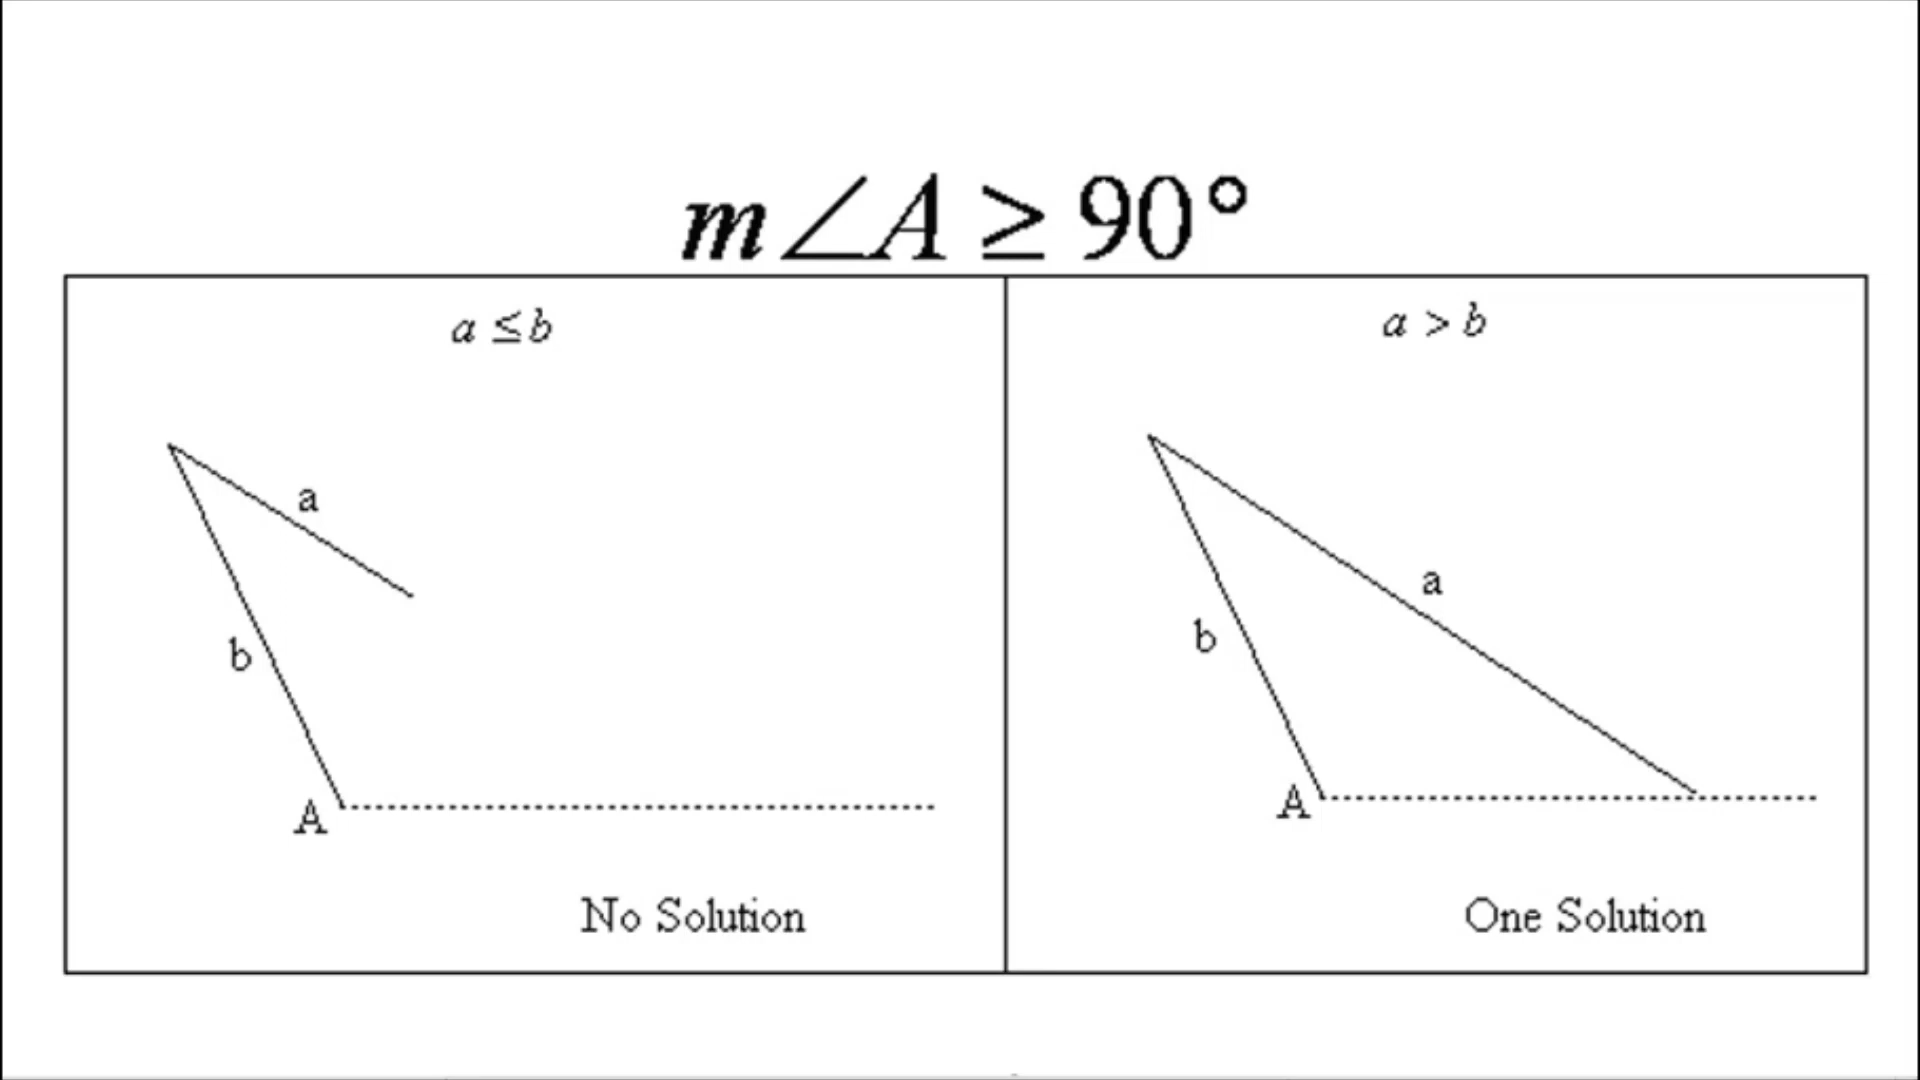 m∠A ≥ 90°
a ≤ b
a
b
A
No Solution
a > b
a
b
A
One Solution